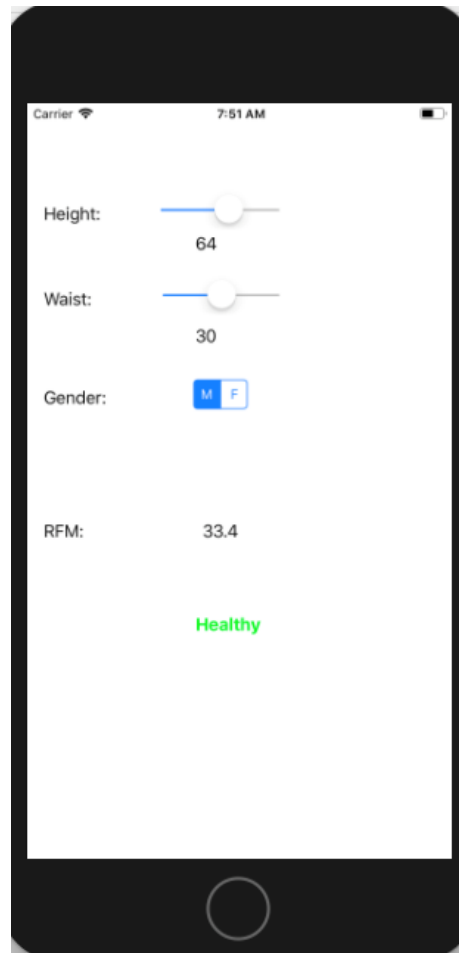 Carrier 7:51 AM
Height:
64
Waist:
30
Gender: M F
RFM: 33.4
Healthy